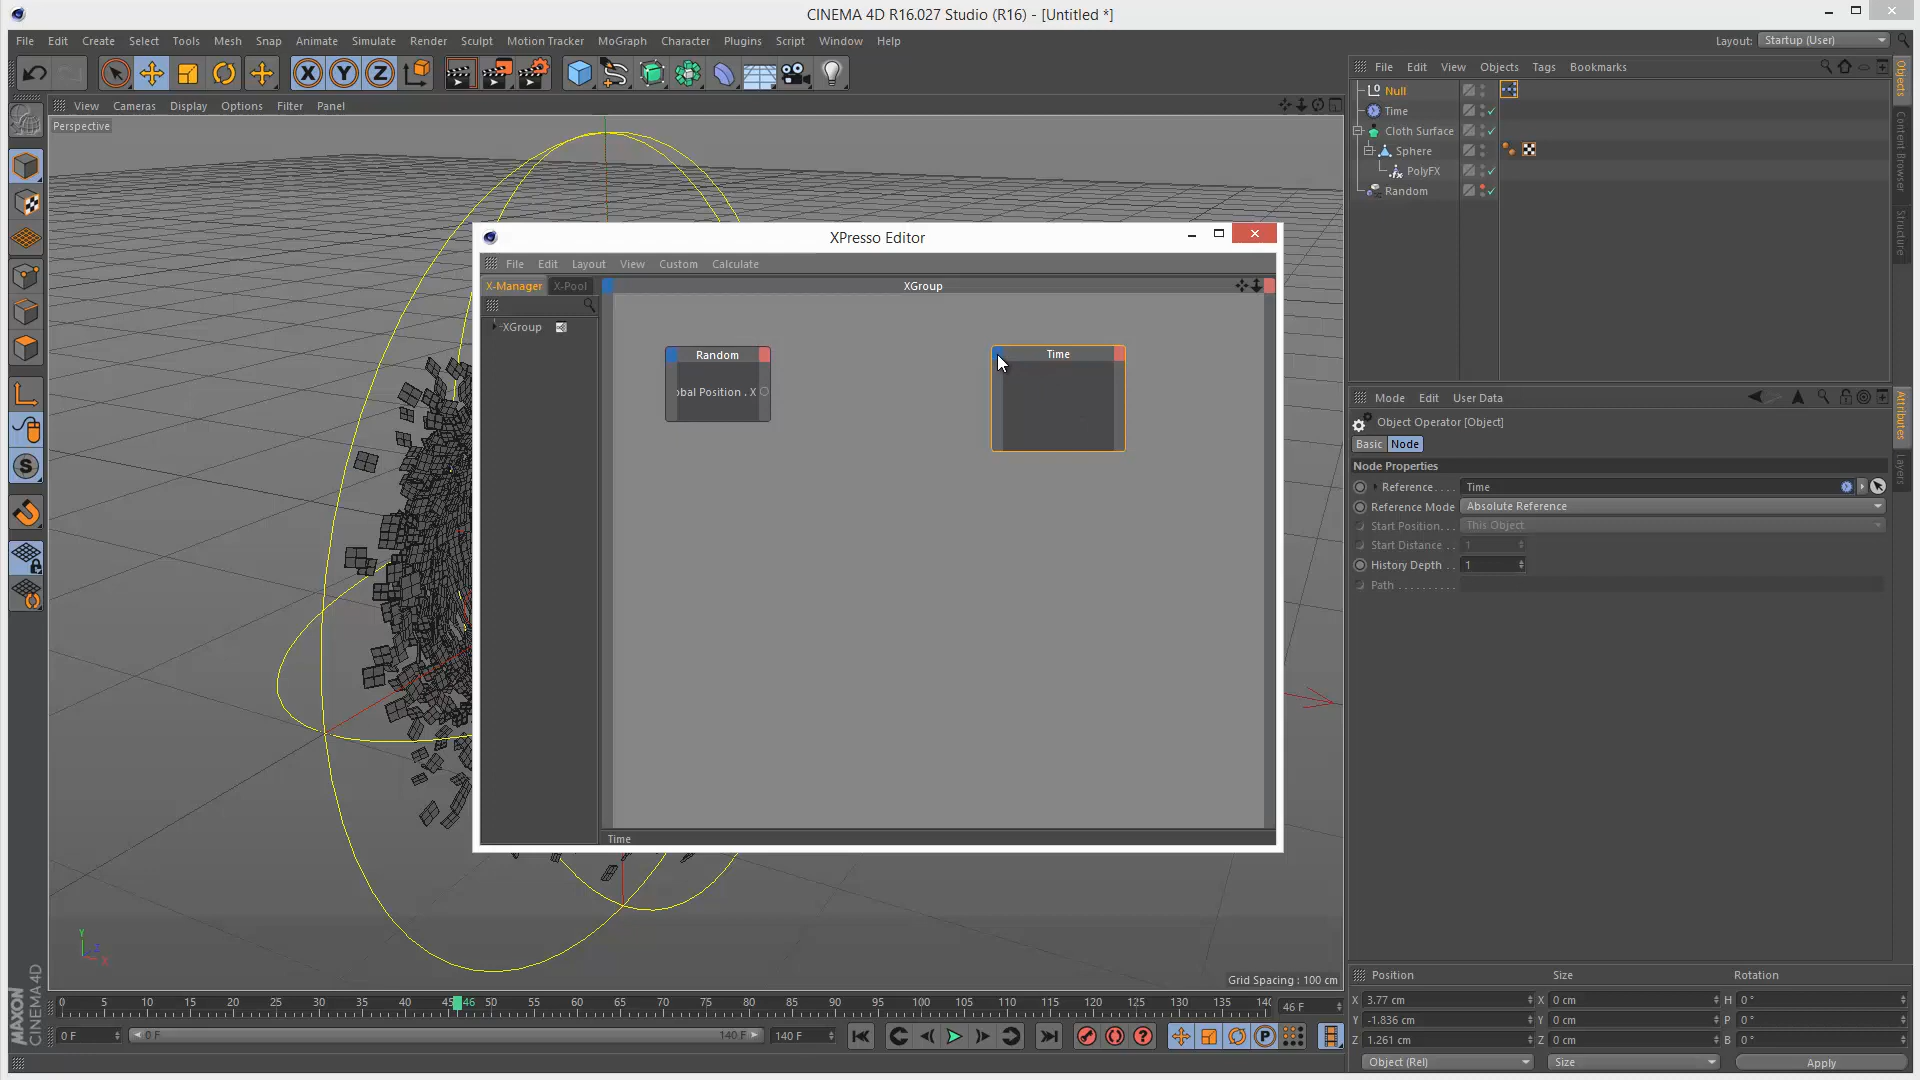 CINEMA 4D R16.027 Studio (R16) - [Untitled *]
File Edit Create Select Tools Mesh Snap Animate Simulate Render Sculpt Motion Tracker MoGraph Character Plugins Script Window Help
Layout: Startup (User)
View Cameras Display Options Filter Panel
Perspective
File Edit View Objects Tags Bookmarks
Null
Time
Cloth Surface
Sphere
PolyFX
Random
Objects
Content Browser
Structure
XPresso Editor
File Edit Layout View Custom Calculate
X-Manager X-Pool
XGroup
XGroup
Random
obal Position . X
Time
Time
Mode Edit User Data
Object Operator [Object]
Basic Node
Node Properties
Reference.... Time
Reference Mode Absolute Reference
Start Position... This Object
Start Distance .. 1
History Depth .. 1
Path ..........
Attributes
Layers
Y
X
Grid Spacing : 100 cm
0 5 10 15 20 25 30 35 40 45 46 50 55 60 65 70 75 80 85 90 95 100 105 110 115 120 125 130 135 140
46 F
0 F 0 F 140 F 140 F
Position Size Rotation
X 3.77 cm X 0 cm H 0 °
Y -1.836 cm Y 0 cm P 0 °
Z 1.261 cm Z 0 cm B 0 °
Object (Rel) Size Apply
MAXON
CINEMA 4D